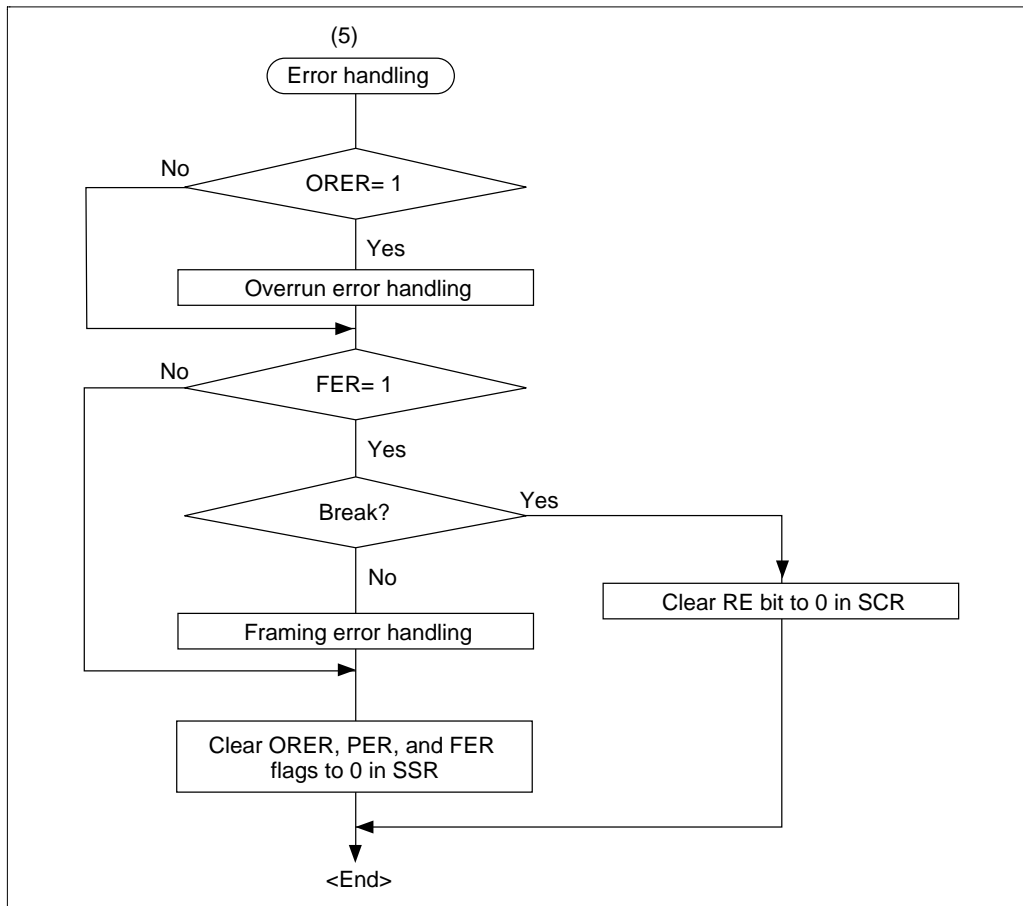 (5)
Error handling
No
ORER= 1
Yes
Overrun error handling
No
FER= 1
Yes
Break?
Yes
No
Clear RE bit to 0 in SCR
Framing error handling
Clear ORER, PER, and FER
flags to 0 in SSR
<End>